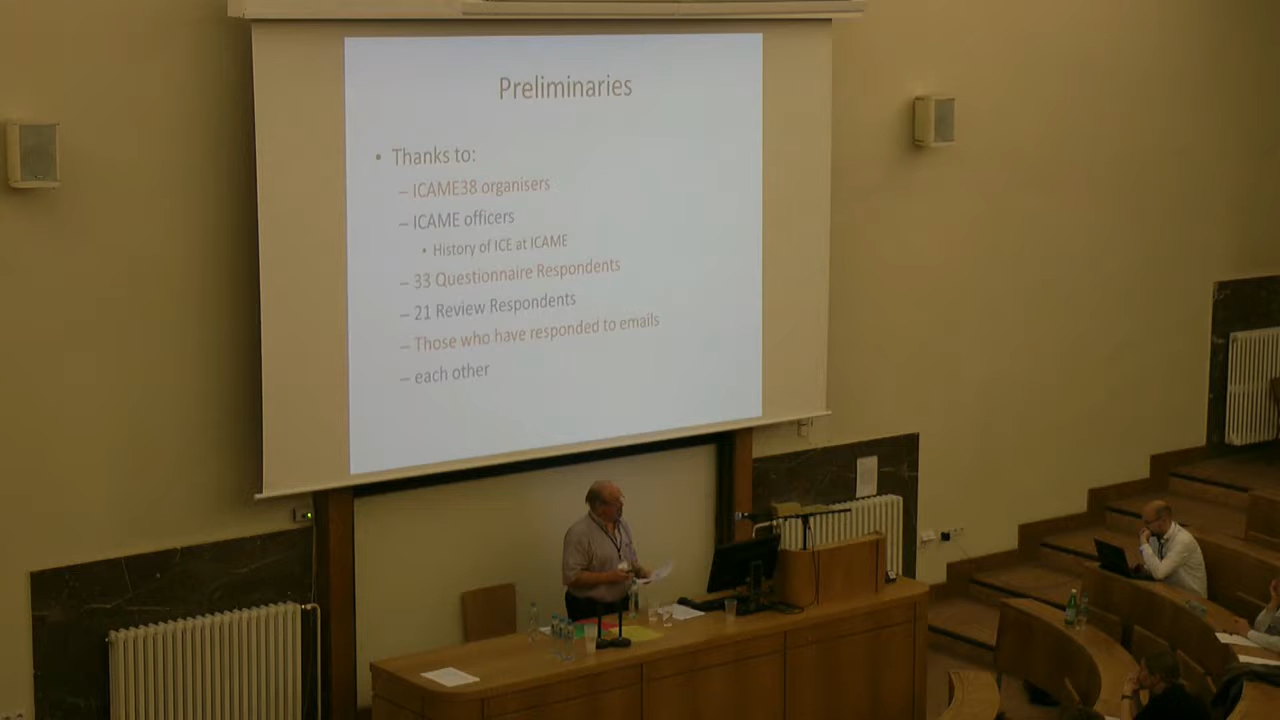 Preliminaries
• Thanks to:
– ICAME38 organisers
– ICAME officers
• History of ICE at ICAME
– 33 Questionnaire Respondents
– 21 Review Respondents
– Those who have responded to emails
– each other